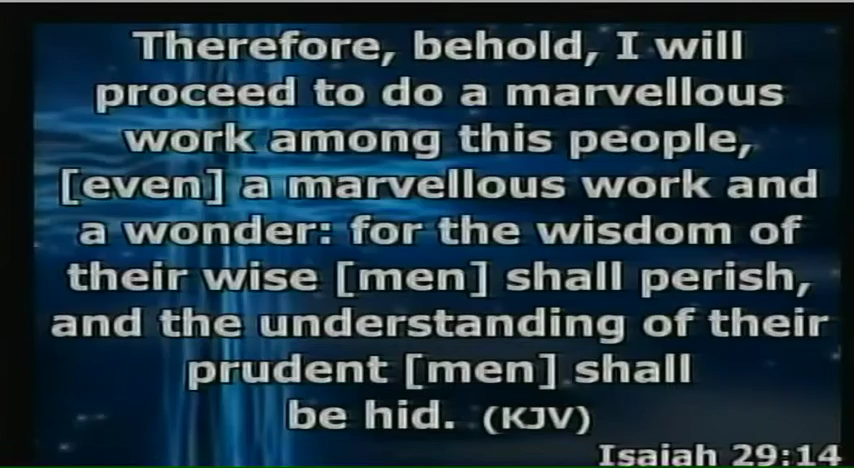 Therefore, behold, I will
proceed to do a marvellous
work among this people,
[even] a marvellous work and
a wonder: for the wisdom of
their wise [men] shall perish,
and the understanding of their
prudent [men] shall
be hid. (KJV)
Isaiah 29:14